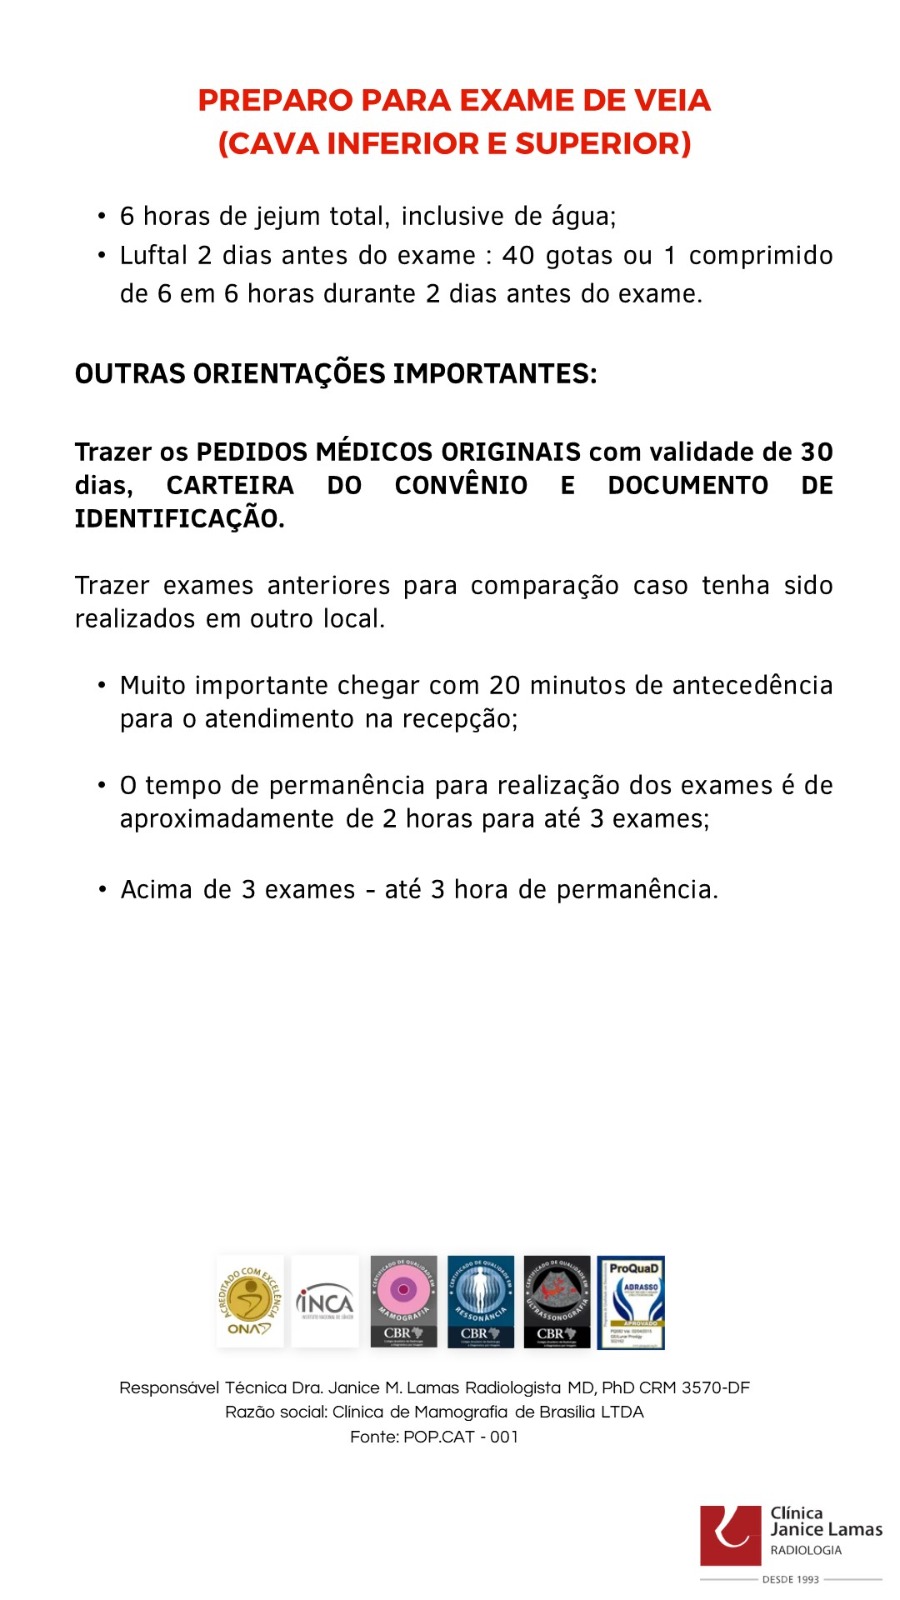 PREPARO PARA EXAME DE VEIA
(CAVA INFERIOR E SUPERIOR)
• 6 horas de jejum total, inclusive de água;
• Luftal 2 dias antes do exame : 40 gotas ou 1 comprimido
de 6 em 6 horas durante 2 dias antes do exame.
OUTRAS ORIENTAÇÕES IMPORTANTES:
Trazer os PEDIDOS MÉDICOS ORIGINAIS com validade de 30
dias, CARTEIRA DO CONVÊNIO E DOCUMENTO DE
IDENTIFICAÇÃO.
Trazer exames anteriores para comparação caso tenha sido
realizados em outro local.
• Muito importante chegar com 20 minutos de antecedência
para o atendimento na recepção;
• O tempo de permanência para realização dos exames é de
aproximadamente de 2 horas para até 3 exames;
• Acima de 3 exames - até 3 hora de permanência.
ACREDITADO COM EXCELÊNCIA
ONA
INCA
INSTITUTO NACIONAL DE CÂNCER
CERTIFICADO DE QUALIDADE EM
MAMOGRAFIA
CBR
CERTIFICADO DE QUALIDADE EM
RESSONÂNCIA
CBR
CERTIFICADO DE QUALIDADE EM
ULTRASSONOGRAFIA
CBR
ProQuaD
ABRASSO
APROVADO
Responsável Técnica Dra. Janice M. Lamas Radiologista MD, PhD CRM 3570-DF
Razão social: Clínica de Mamografia de Brasília LTDA
Fonte: POP.CAT - 001
Clínica
Janice Lamas
RADIOLOGIA
DESDE 1993